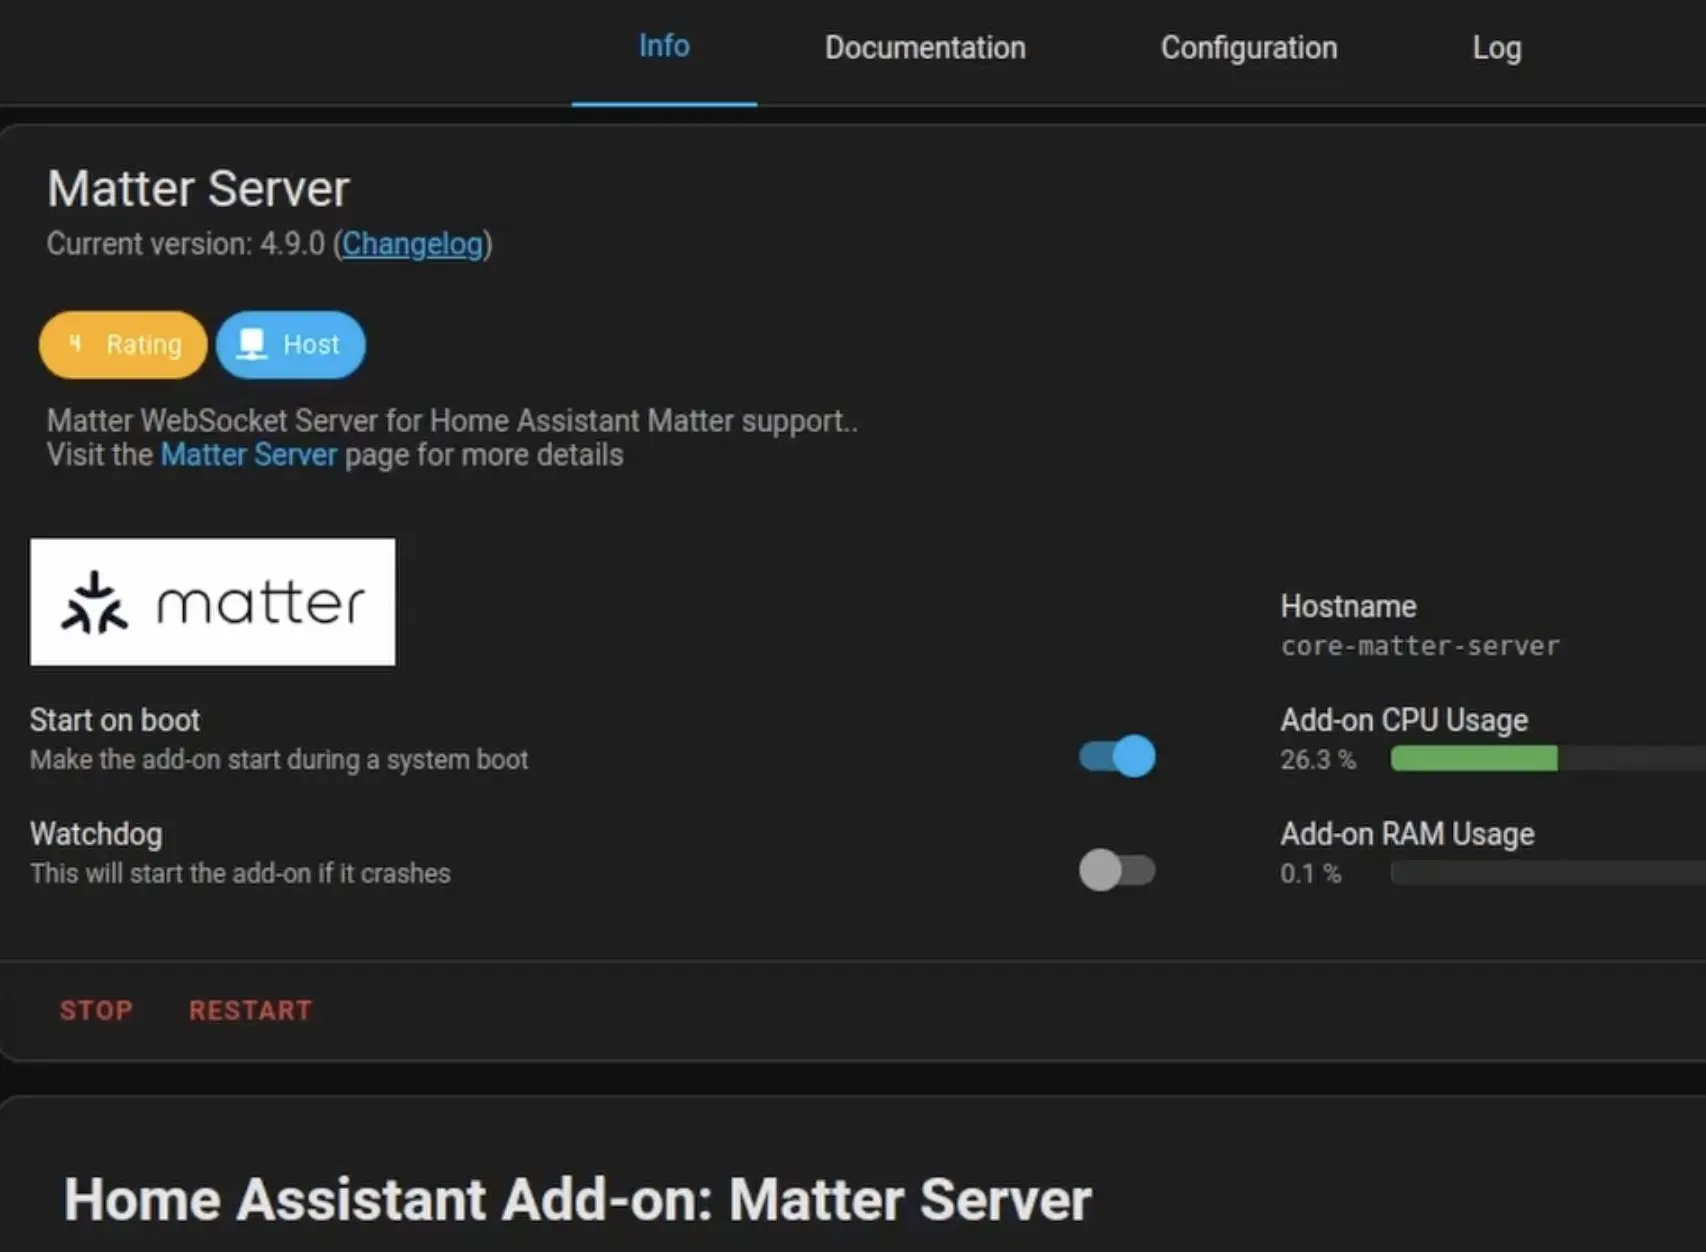 Info Documentation Configuration Log
Matter Server
Current version: 4.9.0 (Changelog)
4 Rating Host
Matter WebSocket Server for Home Assistant Matter support..
Visit the Matter Server page for more details
matter
Hostname
core-matter-server
Start on boot
Make the add-on start during a system boot
Add-on CPU Usage
26.3 %
Watchdog
This will start the add-on if it crashes
Add-on RAM Usage
0.1 %
STOP RESTART
Home Assistant Add-on: Matter Server